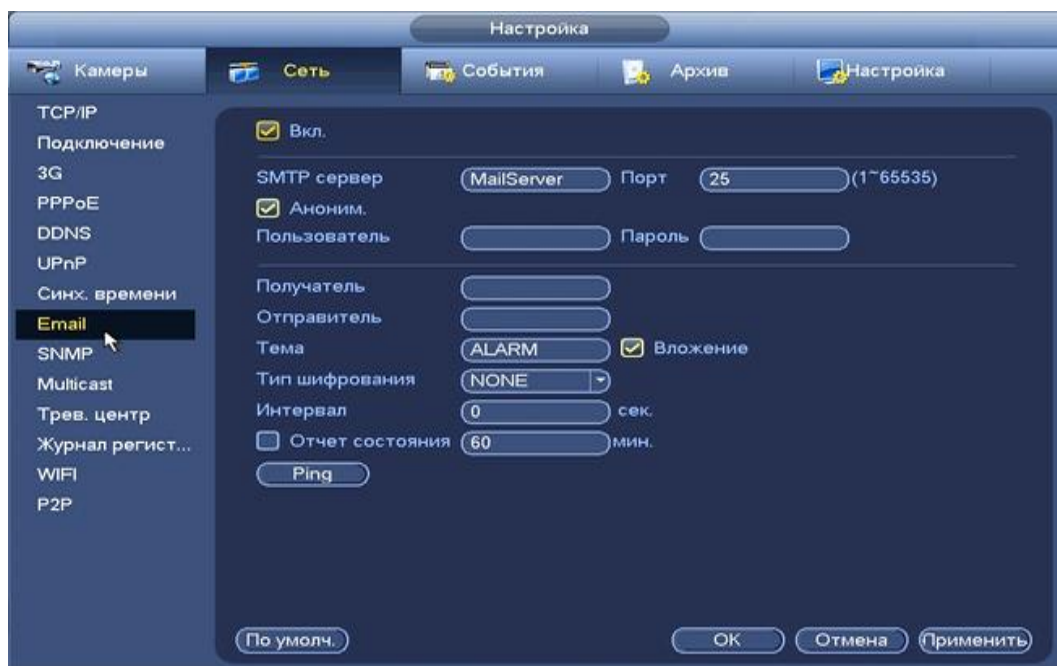 Настройка
Камеры Сеть События Архив Настройка
TCP/IP
Подключение
3G
PPPoE
DDNS
UPnP
Синх. времени
Email
SNMP
Multicast
Трев. центр
Журнал регист...
WIFI
P2P
Вкл.
SMTP сервер MailServer Порт 25 (1~65535)
Аноним.
Пользователь Пароль
Получатель
Отправитель
Тема ALARM Вложение
Тип шифрования NONE
Интервал 0 сек.
Отчет состояния 60 мин.
Ping
По умолч. OK Отмена Применить